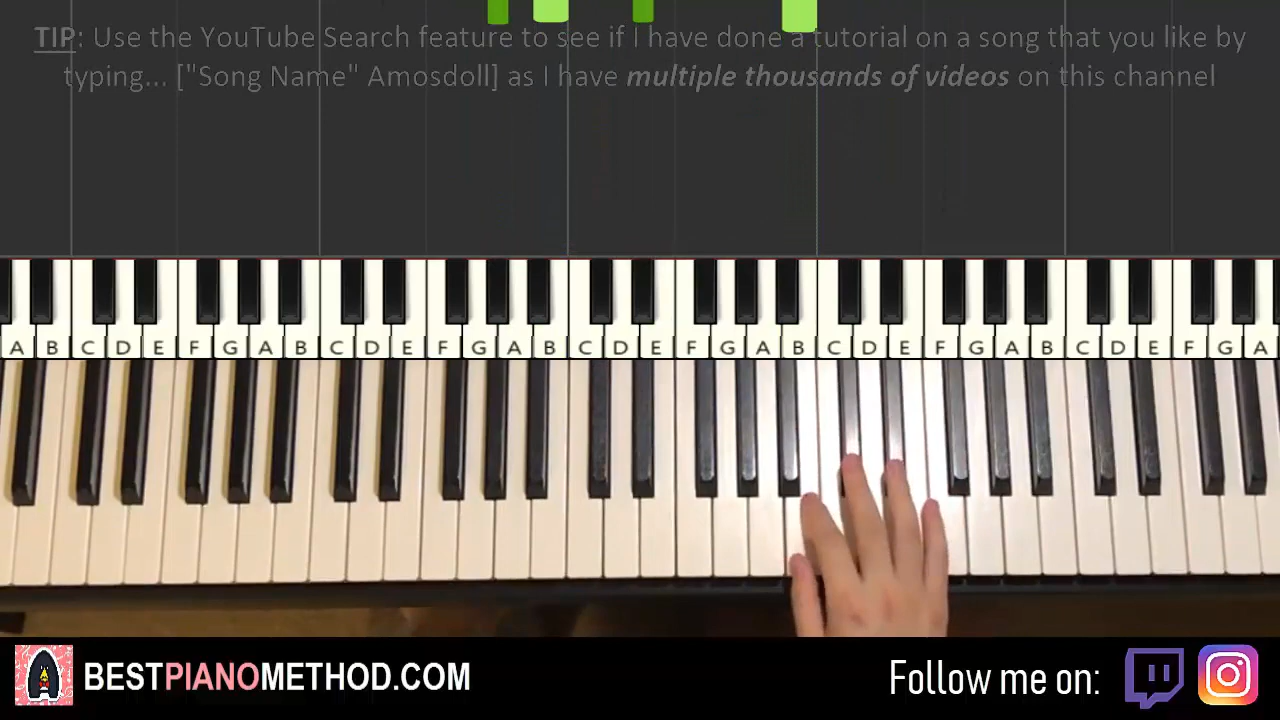 TIP: Use the YouTube Search feature to see if I have done a tutorial on a song that you like by
typing... ["Song Name" Amosdoll] as I have multiple thousands of videos on this channel
A B C D E F G A B C D E F G A B C D E F G A B C D E F G A B C D E F G A
BESTPIANOMETHOD.COM
Follow me on: